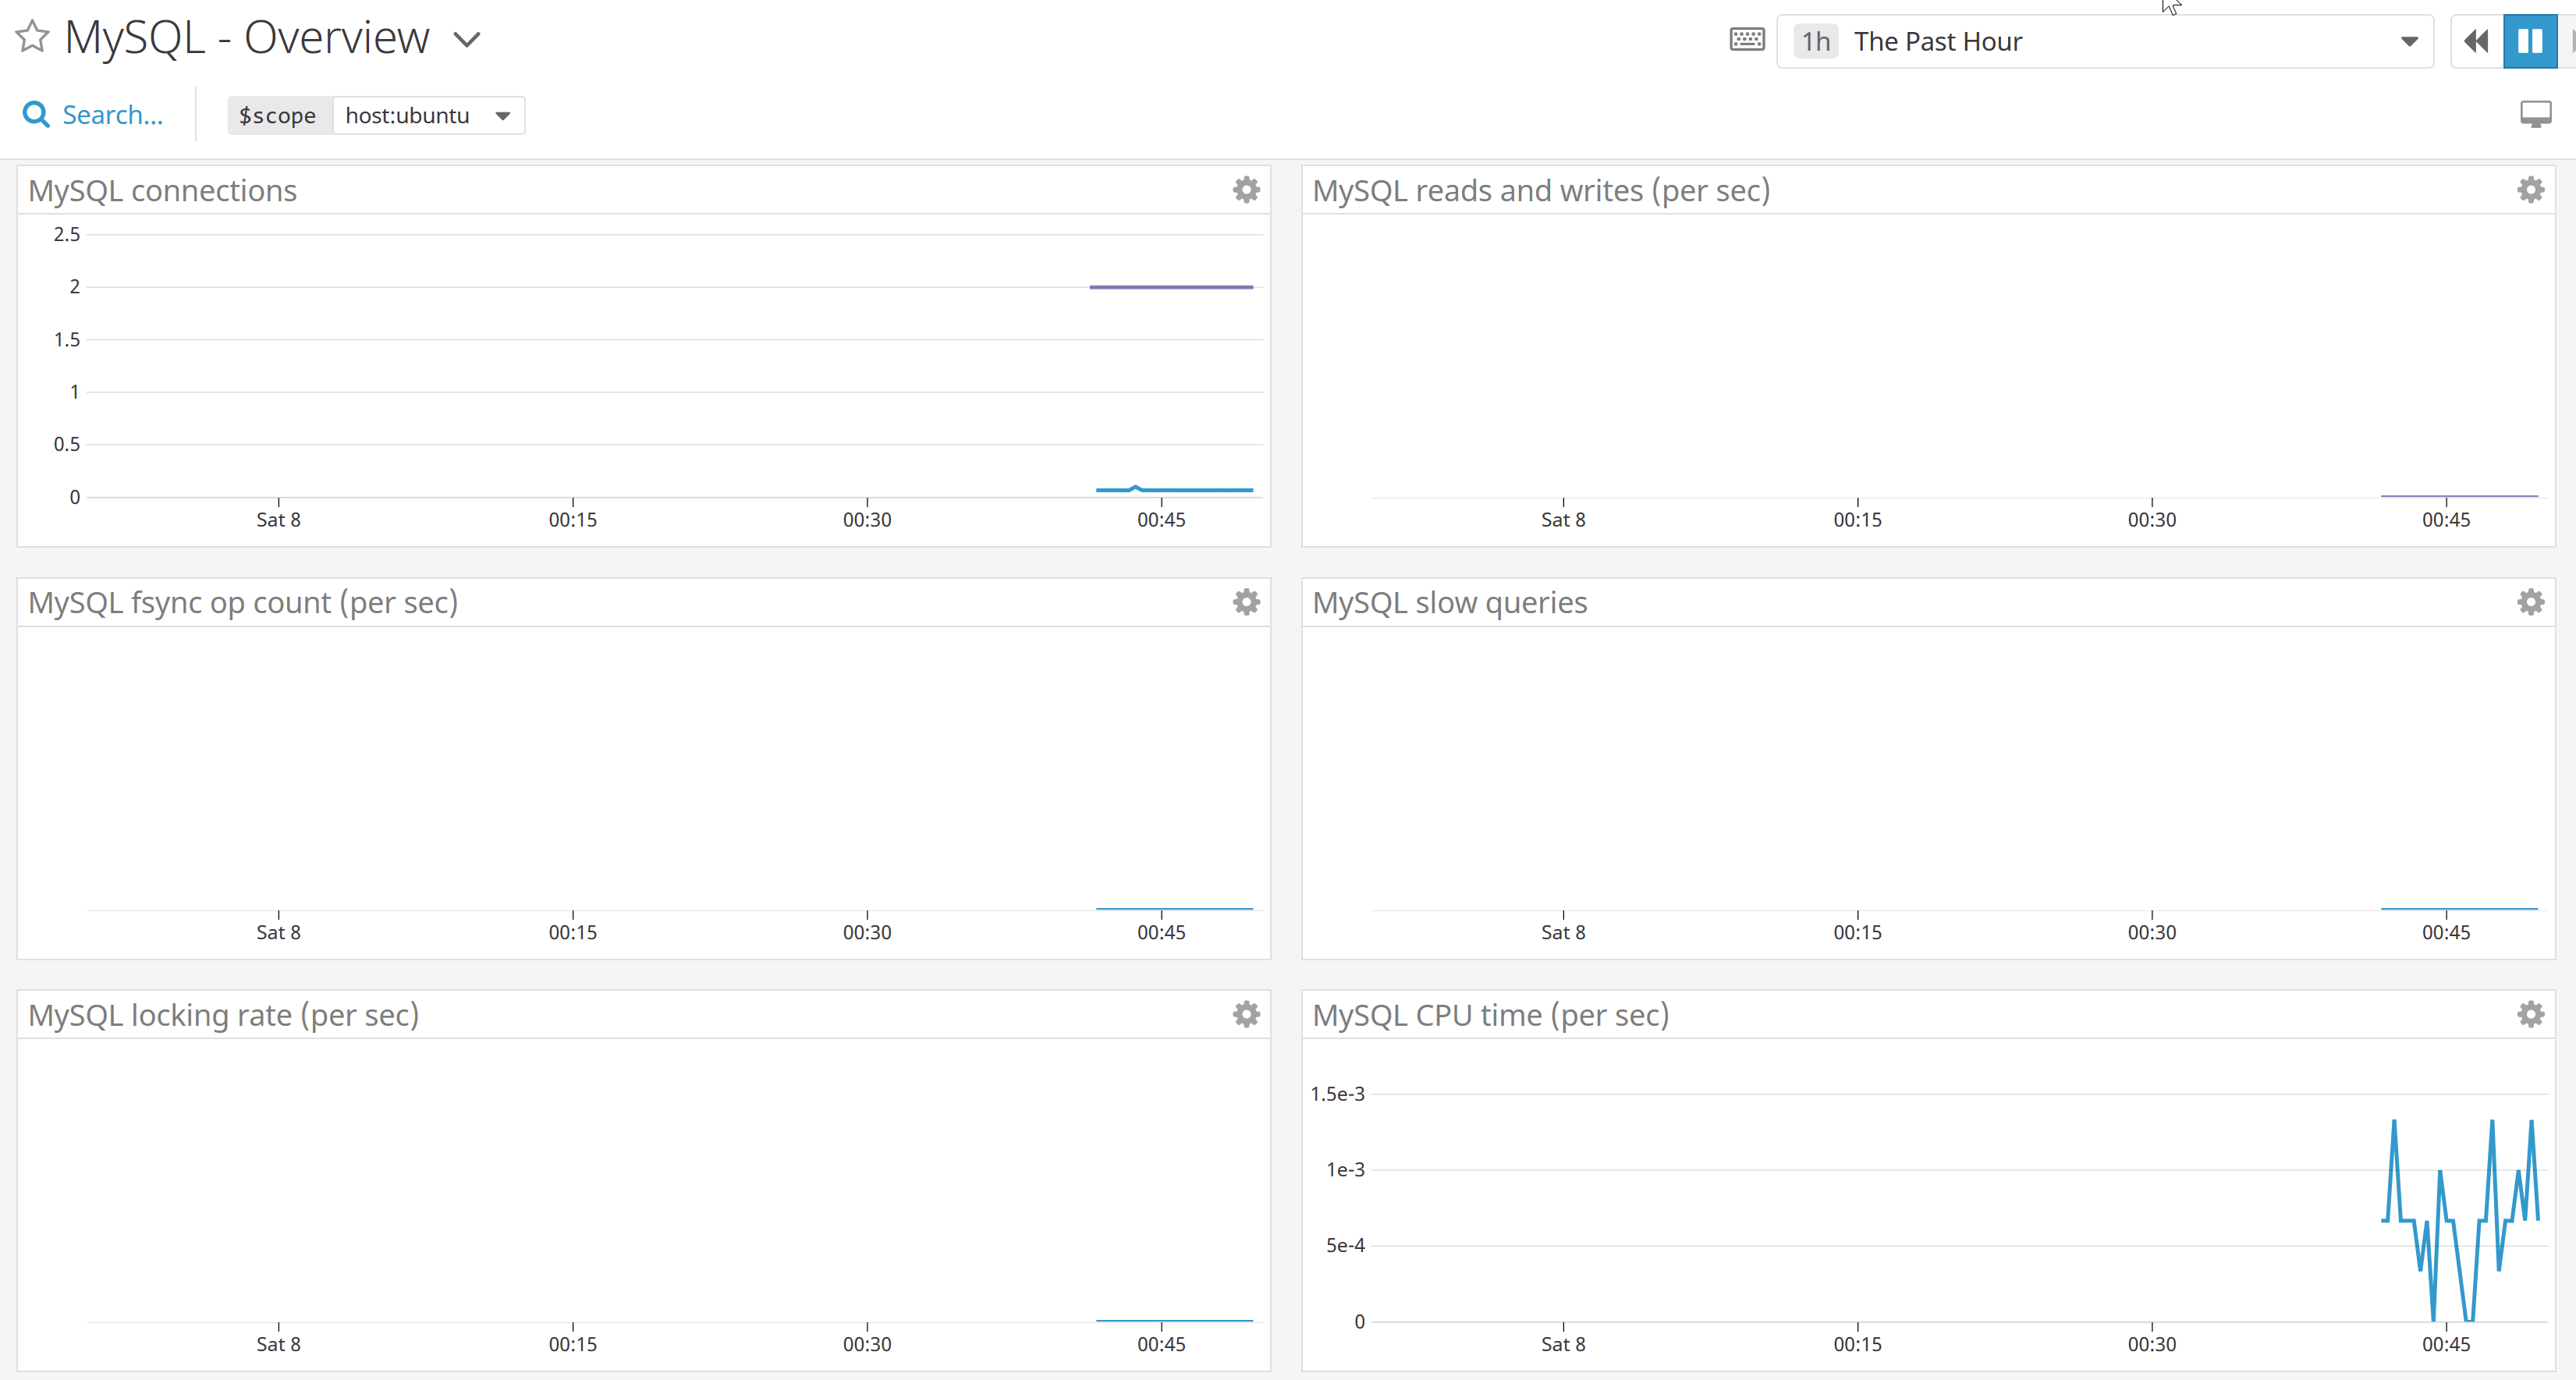 MySQL - Overview
1h The Past Hour
Search...
$scope host:ubuntu
MySQL connections
2.5
2
1.5
1
0.5
0
Sat 8 00:15 00:30 00:45
MySQL reads and writes (per sec)
Sat 8 00:15 00:30 00:45
MySQL fsync op count (per sec)
Sat 8 00:15 00:30 00:45
MySQL slow queries
Sat 8 00:15 00:30 00:45
MySQL locking rate (per sec)
Sat 8 00:15 00:30 00:45
MySQL CPU time (per sec)
1.5e-3
1e-3
5e-4
0
Sat 8 00:15 00:30 00:45